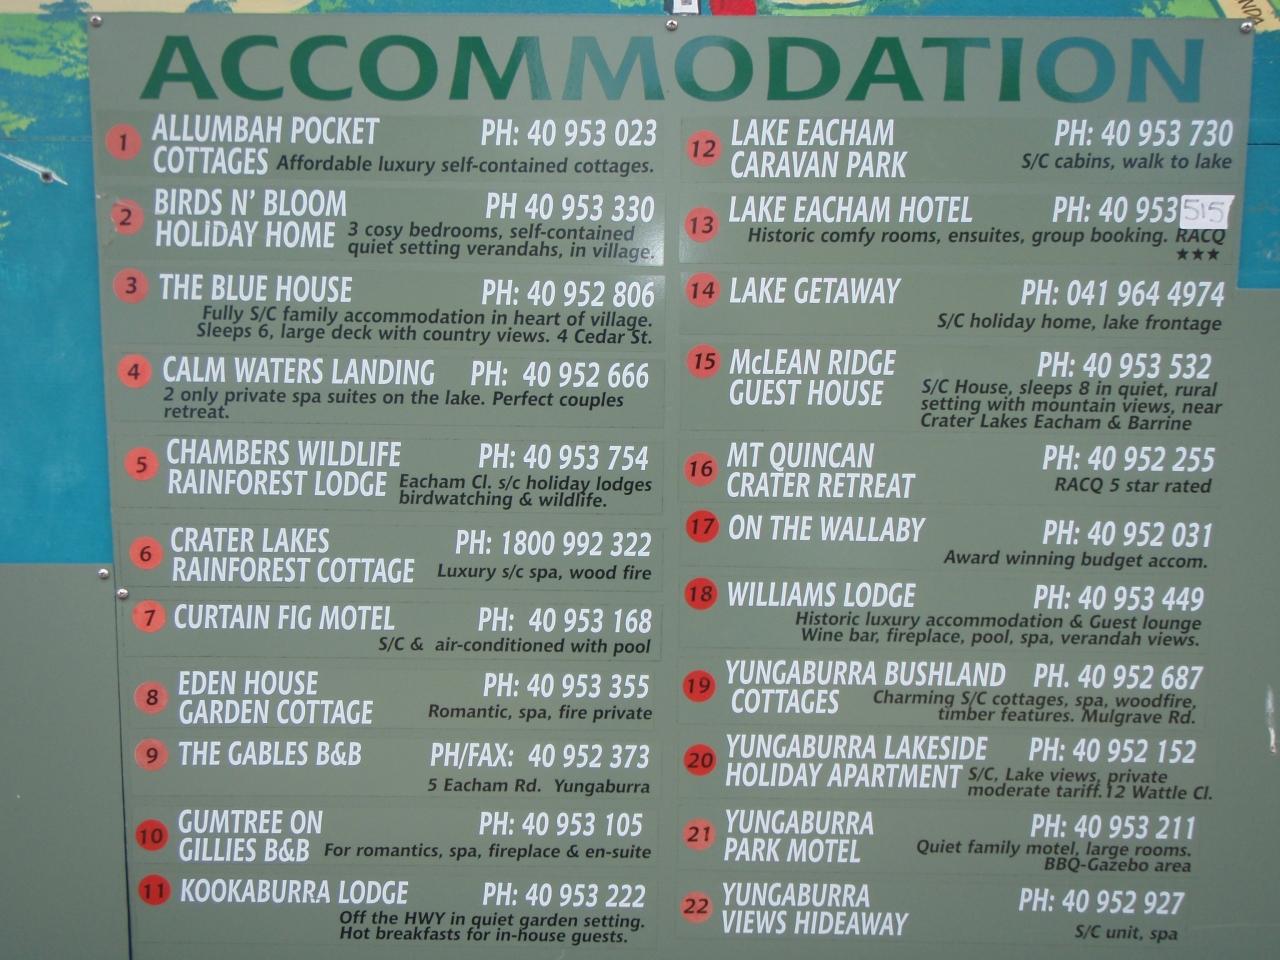 ACCOMMODATION
1 ALLUMBAH POCKET PH: 40 953 023
COTTAGES Affordable luxury self-contained cottages.
2 BIRDS N' BLOOM PH 40 953 330
HOLIDAY HOME 3 cosy bedrooms, self-contained
quiet setting verandahs, in village.
3 THE BLUE HOUSE PH: 40 952 806
Fully S/C family accommodation in heart of village.
Sleeps 6, large deck with country views. 4 Cedar St.
4 CALM WATERS LANDING PH: 40 952 666
2 only private spa suites on the lake. Perfect couples
retreat.
5 CHAMBERS WILDLIFE PH: 40 953 754
RAINFOREST LODGE Eacham Cl. s/c holiday lodges
birdwatching & wildlife.
6 CRATER LAKES PH: 1800 992 322
RAINFOREST COTTAGE Luxury s/c spa, wood fire
7 CURTAIN FIG MOTEL PH: 40 953 168
S/C & air-conditioned with pool
8 EDEN HOUSE PH: 40 953 355
GARDEN COTTAGE Romantic, spa, fire private
9 THE GABLES B&B PH/FAX: 40 952 373
5 Eacham Rd. Yungaburra
10 GUMTREE ON PH: 40 953 105
GILLIES B&B For romantics, spa, fireplace & en-suite
11 KOOKABURRA LODGE PH: 40 953 222
Off the HWY in quiet garden setting.
Hot breakfasts for in-house guests.
12 LAKE EACHAM PH: 40 953 730
CARAVAN PARK S/C cabins, walk to lake
13 LAKE EACHAM HOTEL PH: 40 953 515
Historic comfy rooms, ensuites, group booking. RACQ
★★★
14 LAKE GETAWAY PH: 041 964 4974
S/C holiday home, lake frontage
15 McLEAN RIDGE PH: 40 953 532
GUEST HOUSE S/C House, sleeps 8 in quiet, rural
setting with mountain views, near
Crater Lakes Eacham & Barrine
16 MT QUINCAN PH: 40 952 255
CRATER RETREAT RACQ 5 star rated
17 ON THE WALLABY PH: 40 952 031
Award winning budget accom.
18 WILLIAMS LODGE PH: 40 953 449
Historic luxury accommodation & Guest lounge
Wine bar, fireplace, pool, spa, verandah views.
19 YUNGABURRA BUSHLAND PH. 40 952 687
COTTAGES Charming S/C cottages, spa, woodfire,
timber features. Mulgrave Rd.
20 YUNGABURRA LAKESIDE PH: 40 952 152
HOLIDAY APARTMENT S/C, Lake views, private
moderate tariff. 12 Wattle Cl.
21 YUNGABURRA PH: 40 953 211
PARK MOTEL Quiet family motel, large rooms.
BBQ-Gazebo area
22 YUNGABURRA PH: 40 952 927
VIEWS HIDEAWAY S/C unit, spa